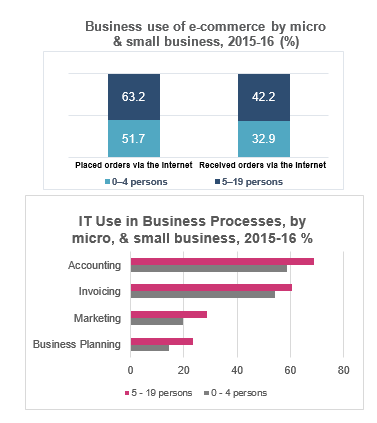 Business use of e-commerce by micro
& small business, 2015-16 (%)
63.2
42.2
51.7
32.9
Placed orders via the internet
Received orders via the internet
0–4 persons
5–19 persons
IT Use in Business Processes, by
micro, & small business, 2015-16 %
Accounting
Invoicing
Marketing
Business Planning
0
20
40
60
80
5 - 19 persons
0 - 4 persons